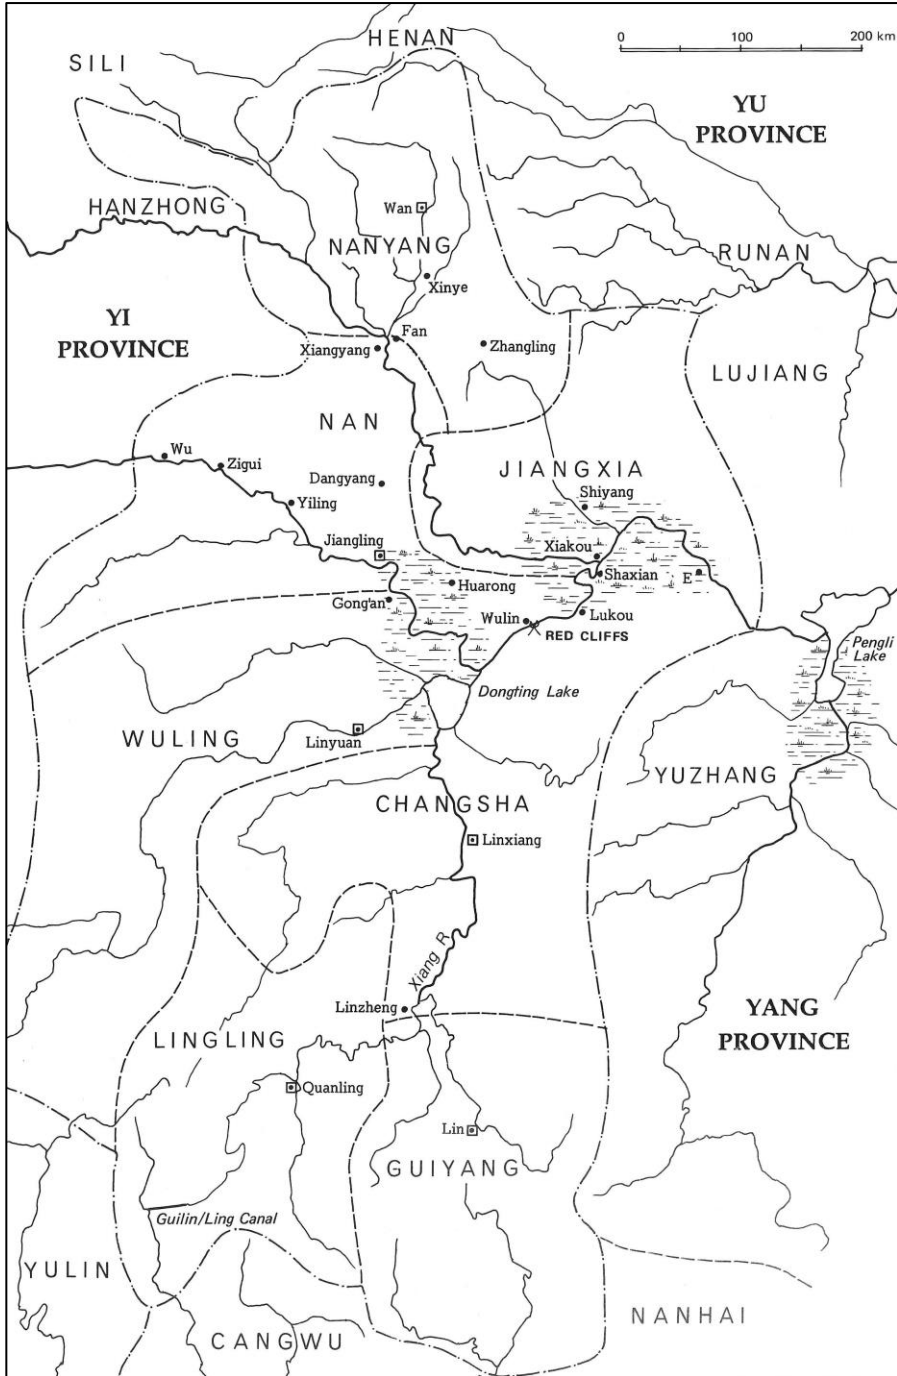 HENAN
0 100 200 km
SILI
YU
PROVINCE
HANZHONG
Wan
NANYANG
RUNAN
Xinye
YI
PROVINCE
Fan
Xiangyang
Zhangling
LUJIANG
NAN
Wu
Zigui
JIANGXIA
Dangyang
Shiyang
Yiling
Jiangling
Xiakou
Shaxian
E
Huarong
Gong'an
Wulin
Lukou
RED CLIFFS
Pengli
Lake
Dongting Lake
WULING
Linyuan
YUZHANG
CHANGSHA
Linxiang
Xiang R
Linzheng
YANG
PROVINCE
LINGLING
Quanling
Lin
GUIYANG
Guilin/Ling Canal
YULIN
NANHAI
CANGWU